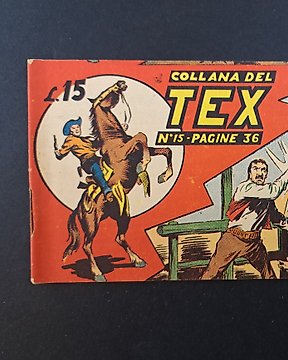 L.15
COLLANA DEL
TEX
N°15-PAGINE 36